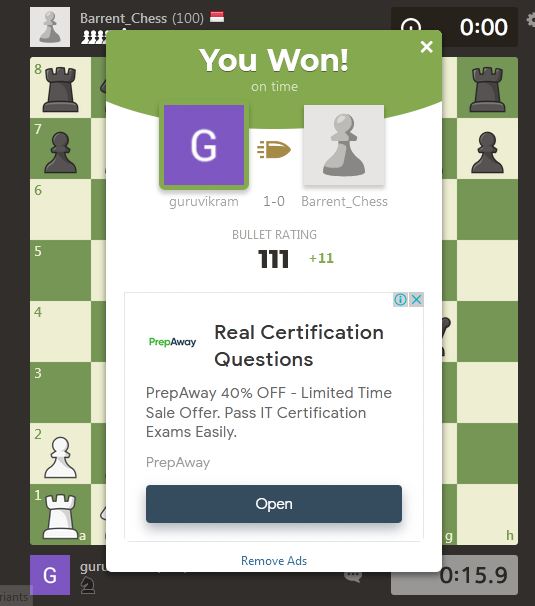 Barrent_Chess (100)
0:00
You Won!
on time
G
guruvikram
1-0
Barrent_Chess
BULLET RATING
111
+11
PrepAway
Real Certification
Questions
PrepAway 40% OFF - Limited Time
Sale Offer. Pass IT Certification
Exams Easily.
PrepAway
Open
Remove Ads
8
7
6
5
4
3
2
1
a
g
h
G
guru
0:15.9
riants